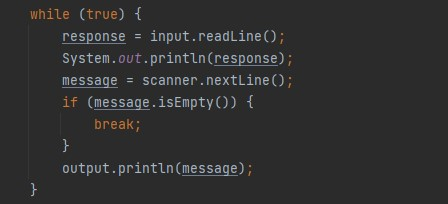 while (true) {
    response = input.readLine();
    System.out.println(response);
    message = scanner.nextLine();
    if (message.isEmpty()) {
        break;
    }
    output.println(message);
}